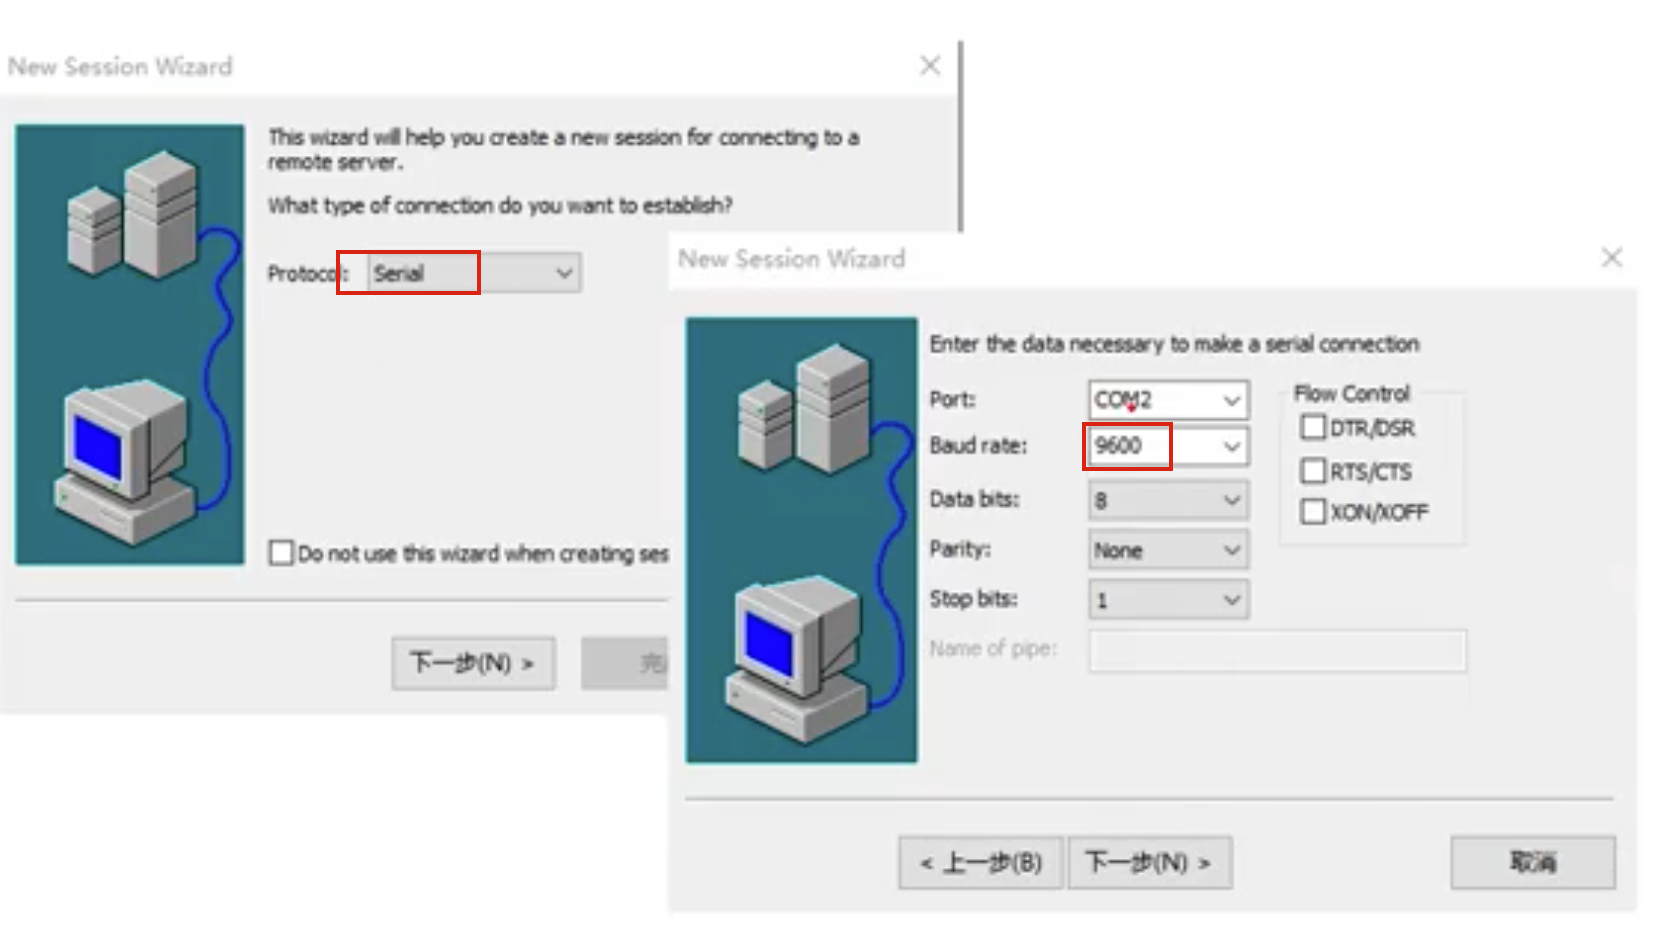 New Session Wizard
This wizard will help you create a new session for connecting to a
remote server.
What type of connection do you want to establish?
Protocol: Serial
Do not use this wizard when creating ses
下一步(N) >
New Session Wizard
Enter the data necessary to make a serial connection
Port: COM2
Baud rate: 9600
Data bits: 8
Parity: None
Stop bits: 1
Name of pipe:
Flow Control
DTR/DSR
RTS/CTS
XON/XOFF
< 上一步(B) 下一步(N) > 取消